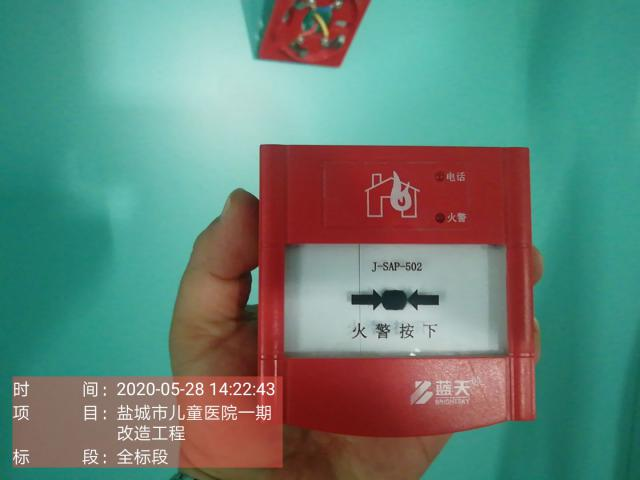 电话
火警
J-SAP-502
火警按下
蓝天
BRIGHTSKY
时 间：2020-05-28 14:22:43
项 目：盐城市儿童医院一期
改造工程
标 段：全标段